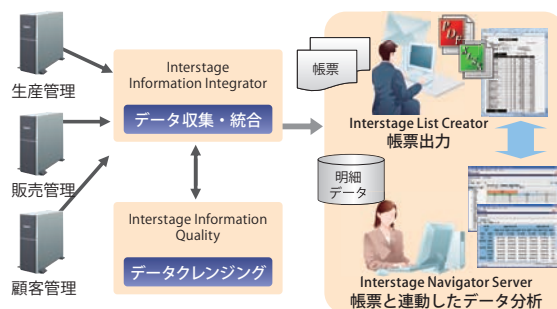 生産管理
販売管理
顧客管理
Interstage
Information Integrator
データ収集・統合
Interstage Information
Quality
データクレンジング
帳票
Interstage List Creator
帳票出力
明細
データ
Interstage Navigator Server
帳票と連動したデータ分析